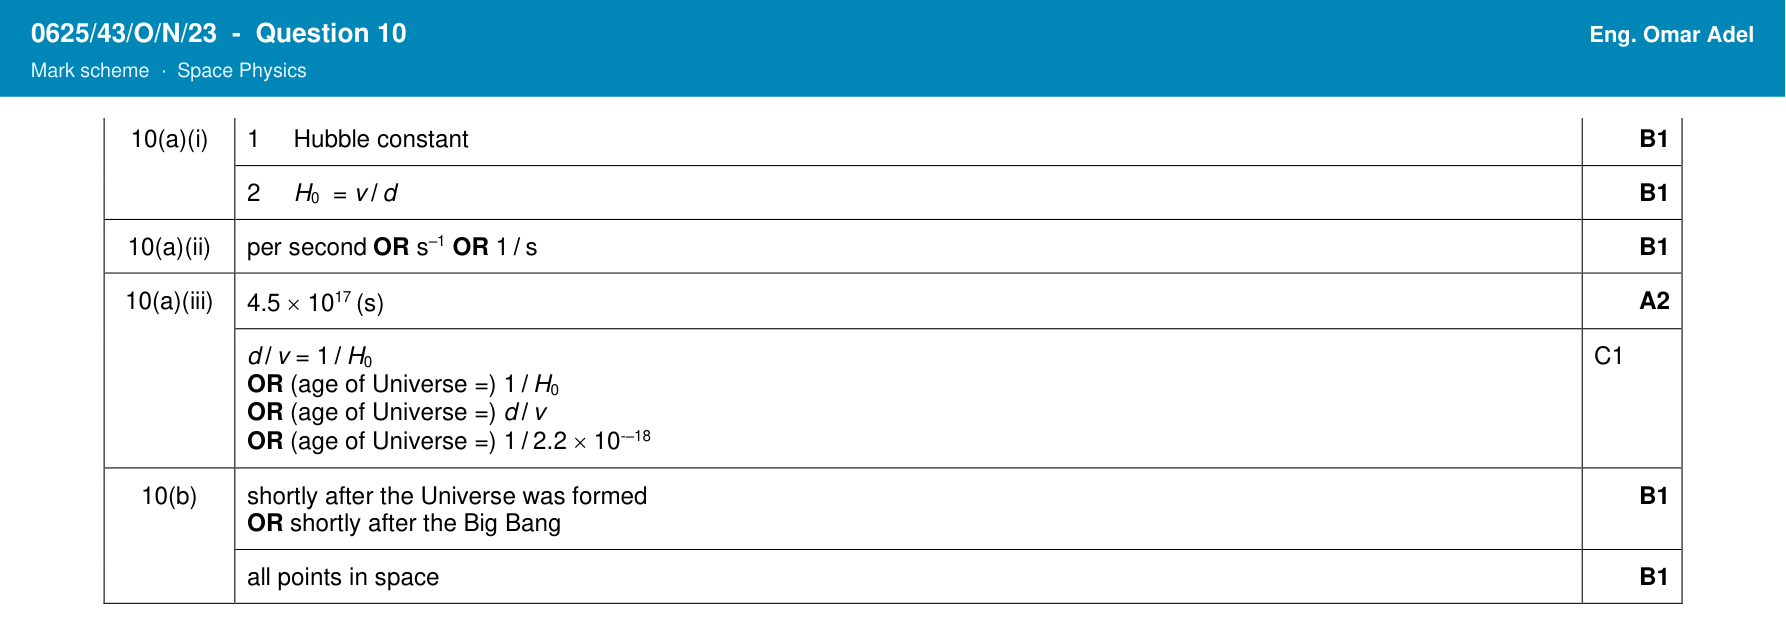 0625/43/O/N/23 - Question 10
Eng. Omar Adel
Mark scheme · Space Physics
10(a)(i) 1 Hubble constant B1
2 H₀ = v / d B1
10(a)(ii) per second OR s⁻¹ OR 1 / s B1
10(a)(iii) 4.5 × 10¹⁷ (s) A2
d / v = 1 / H₀ C1
OR (age of Universe =) 1 / H₀
OR (age of Universe =) d / v
OR (age of Universe =) 1 / 2.2 × 10⁻⁻¹⁸
10(b) shortly after the Universe was formed B1
OR shortly after the Big Bang
all points in space B1